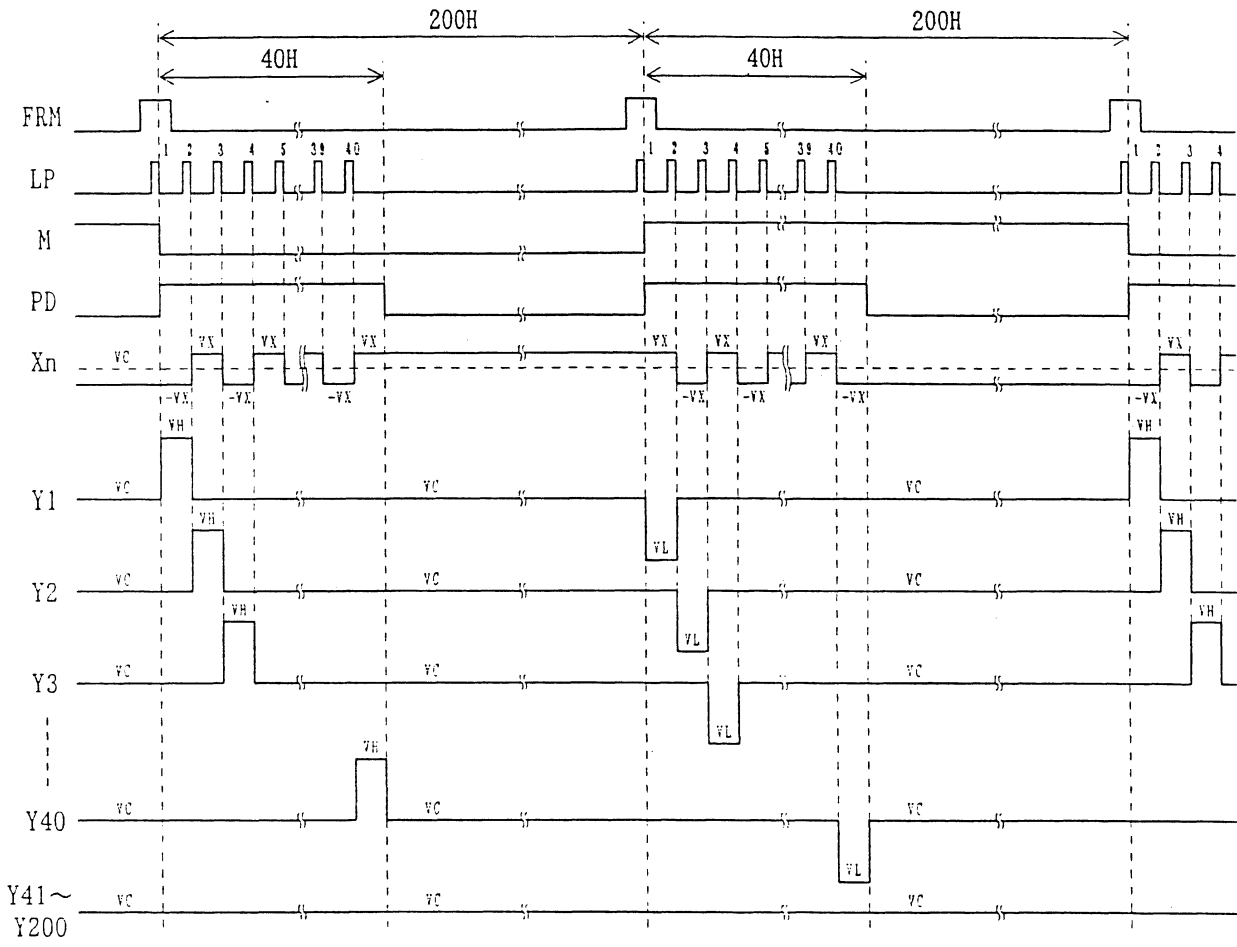 200H 200H
40H 40H
FRM
1 2 3 4 5 39 40 1 2 3 4 5 39 40 1 2 3 4
LP
M
PD
VX VX VX VX VX VX VX
Xn VC
-VX -VX -VX -VX -VX -VX -VX
VH VH
Y1 VC VC VL VC
VH VH
Y2 VC VC VL VC
VH VH
Y3 VC VC VL VC
VH
Y40 VC VC VL VC
Y41～
Y200 VC VC VC